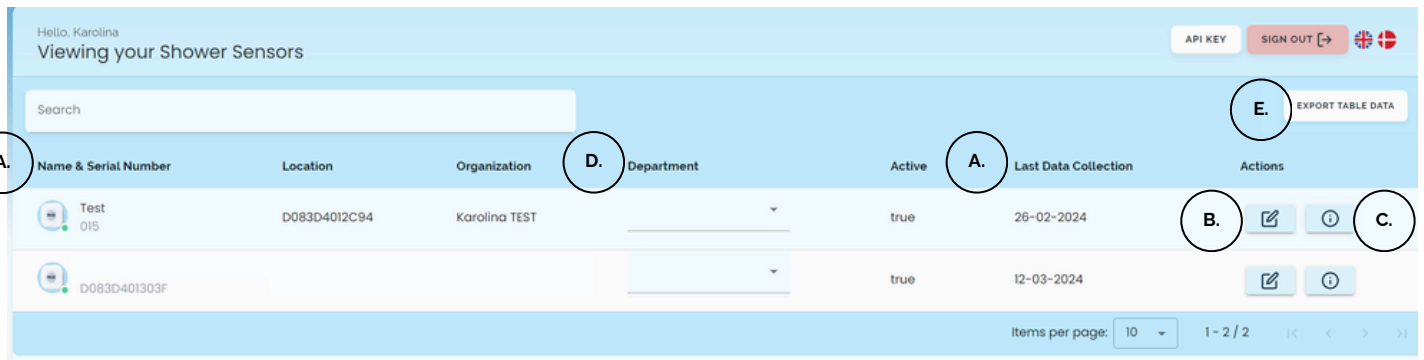 Hello, Karolina
Viewing your Shower Sensors
API KEY
SIGN OUT
Search
E.
EXPORT TABLE DATA
A.
Name & Serial Number
Location
Organization
D.
Department
Active
A.
Last Data Collection
Actions
Test
015
D083D4012C94
Karolina TEST
true
26-02-2024
B.
C.
D083D401303F
true
12-03-2024
Items per page: 10
1 - 2 / 2